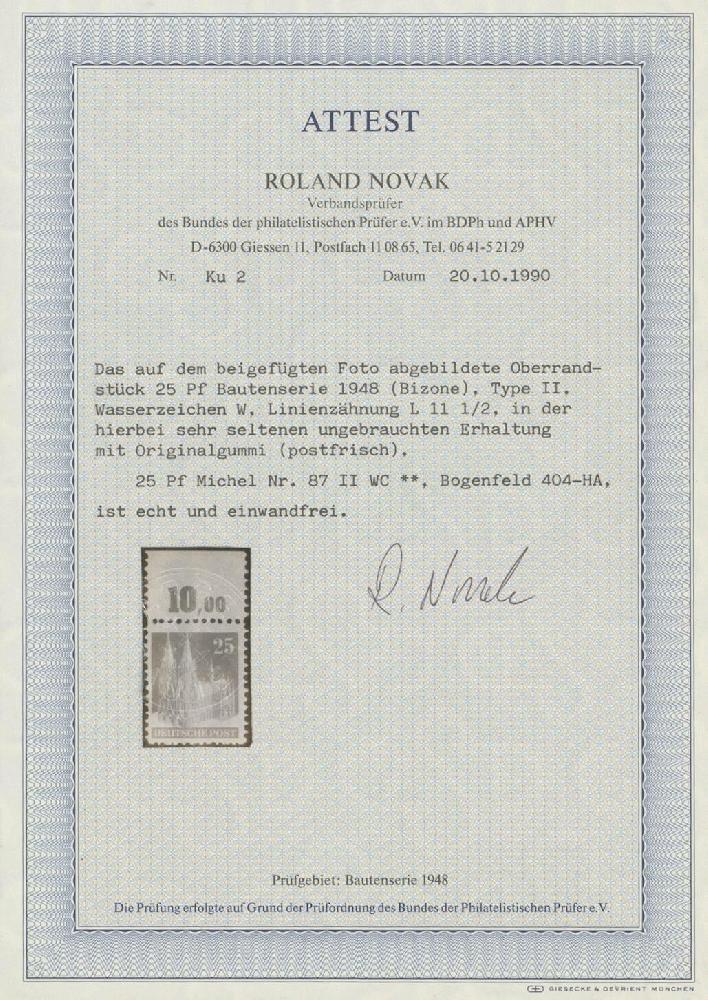 ATTEST
ROLAND NOVAK
Verbandsprüfer
des Bundes der philatelistischen Prüfer e.V. im BDPh und APHV
D-6300 Giessen 11, Postfach 11 08 65, Tel. 06 41-5 21 29
Nr. Ku 2 Datum 20.10.1990
Das auf dem beigefügten Foto abgebildete Oberrand-
stück 25 Pf Bautenserie 1948 (Bizone), Type II,
Wasserzeichen W, Linienzähnung L 11 1/2, in der
hierbei sehr seltenen ungebrauchten Erhaltung
mit Originalgummi (postfrisch),
25 Pf Michel Nr. 87 II WC **, Bogenfeld 404-HA,
ist echt und einwandfrei.
R. Novak
10,00
25
DEUTSCHE POST
Prüfgebiet: Bautenserie 1948
Die Prüfung erfolgte auf Grund der Prüfordnung des Bundes der Philatelistischen Prüfer e.V.
GIESECKE & DEVRIENT MÜNCHEN